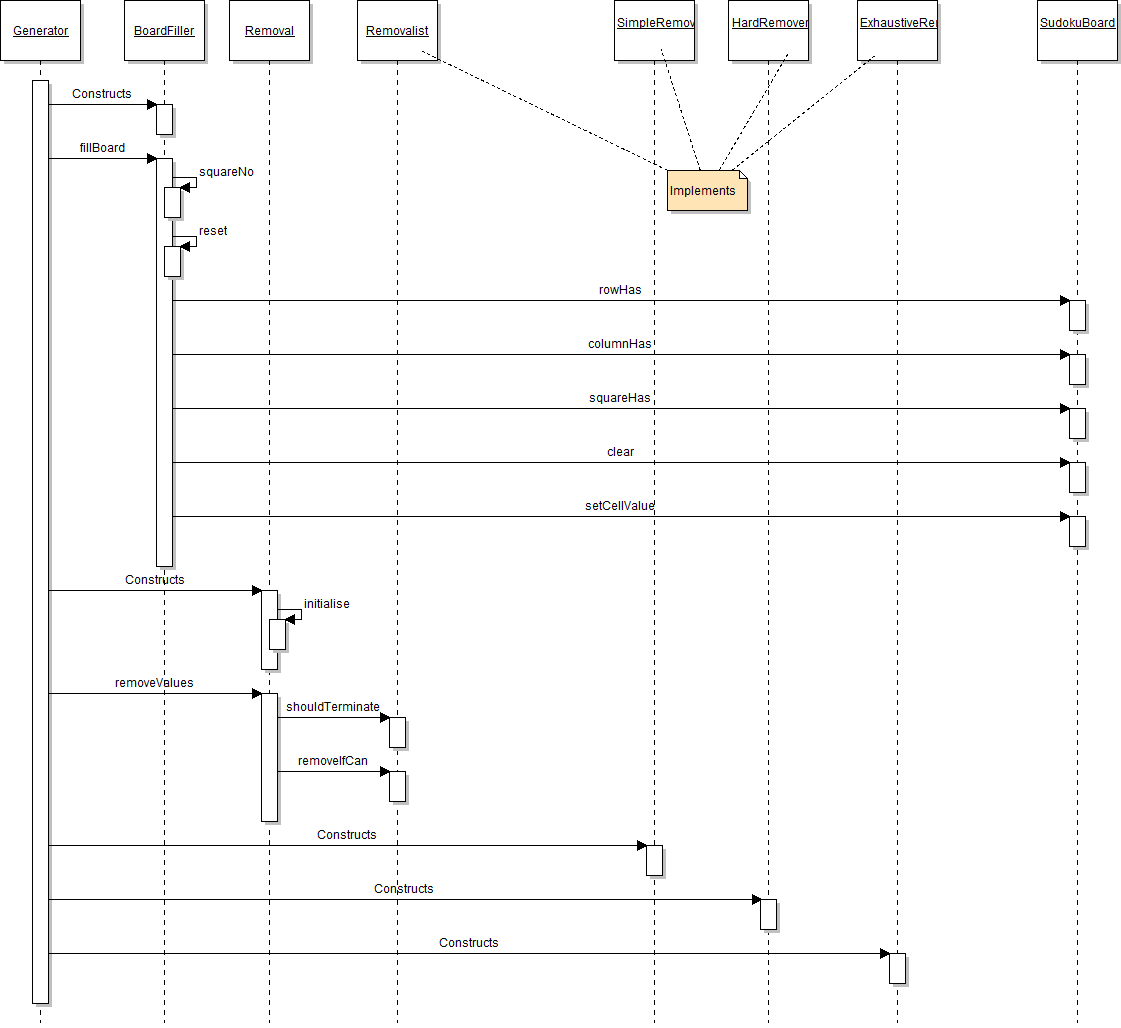 Generator
BoardFiller
Removal
Removalist
SimpleRemov
HardRemover
ExhaustiveRe
SudokuBoard
Constructs
fillBoard
squareNo
Implements
reset
rowHas
columnHas
squareHas
clear
setCellValue
Constructs
initialise
removeValues
shouldTerminate
removeIfCan
Constructs
Constructs
Constructs